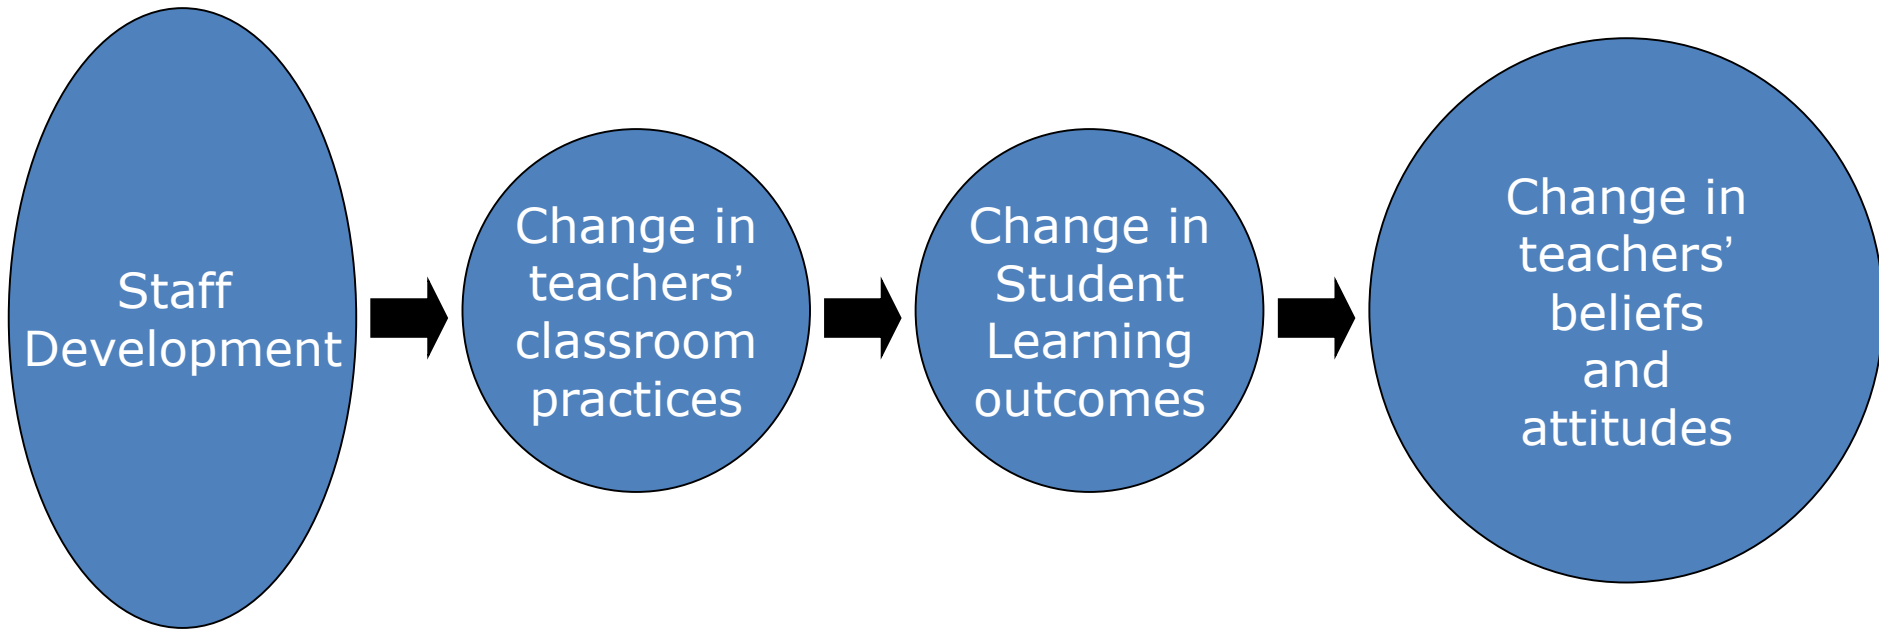 Staff
Development
Change in
teachers’
classroom
practices
Change in
Student
Learning
outcomes
Change in
teachers’
beliefs
and
attitudes